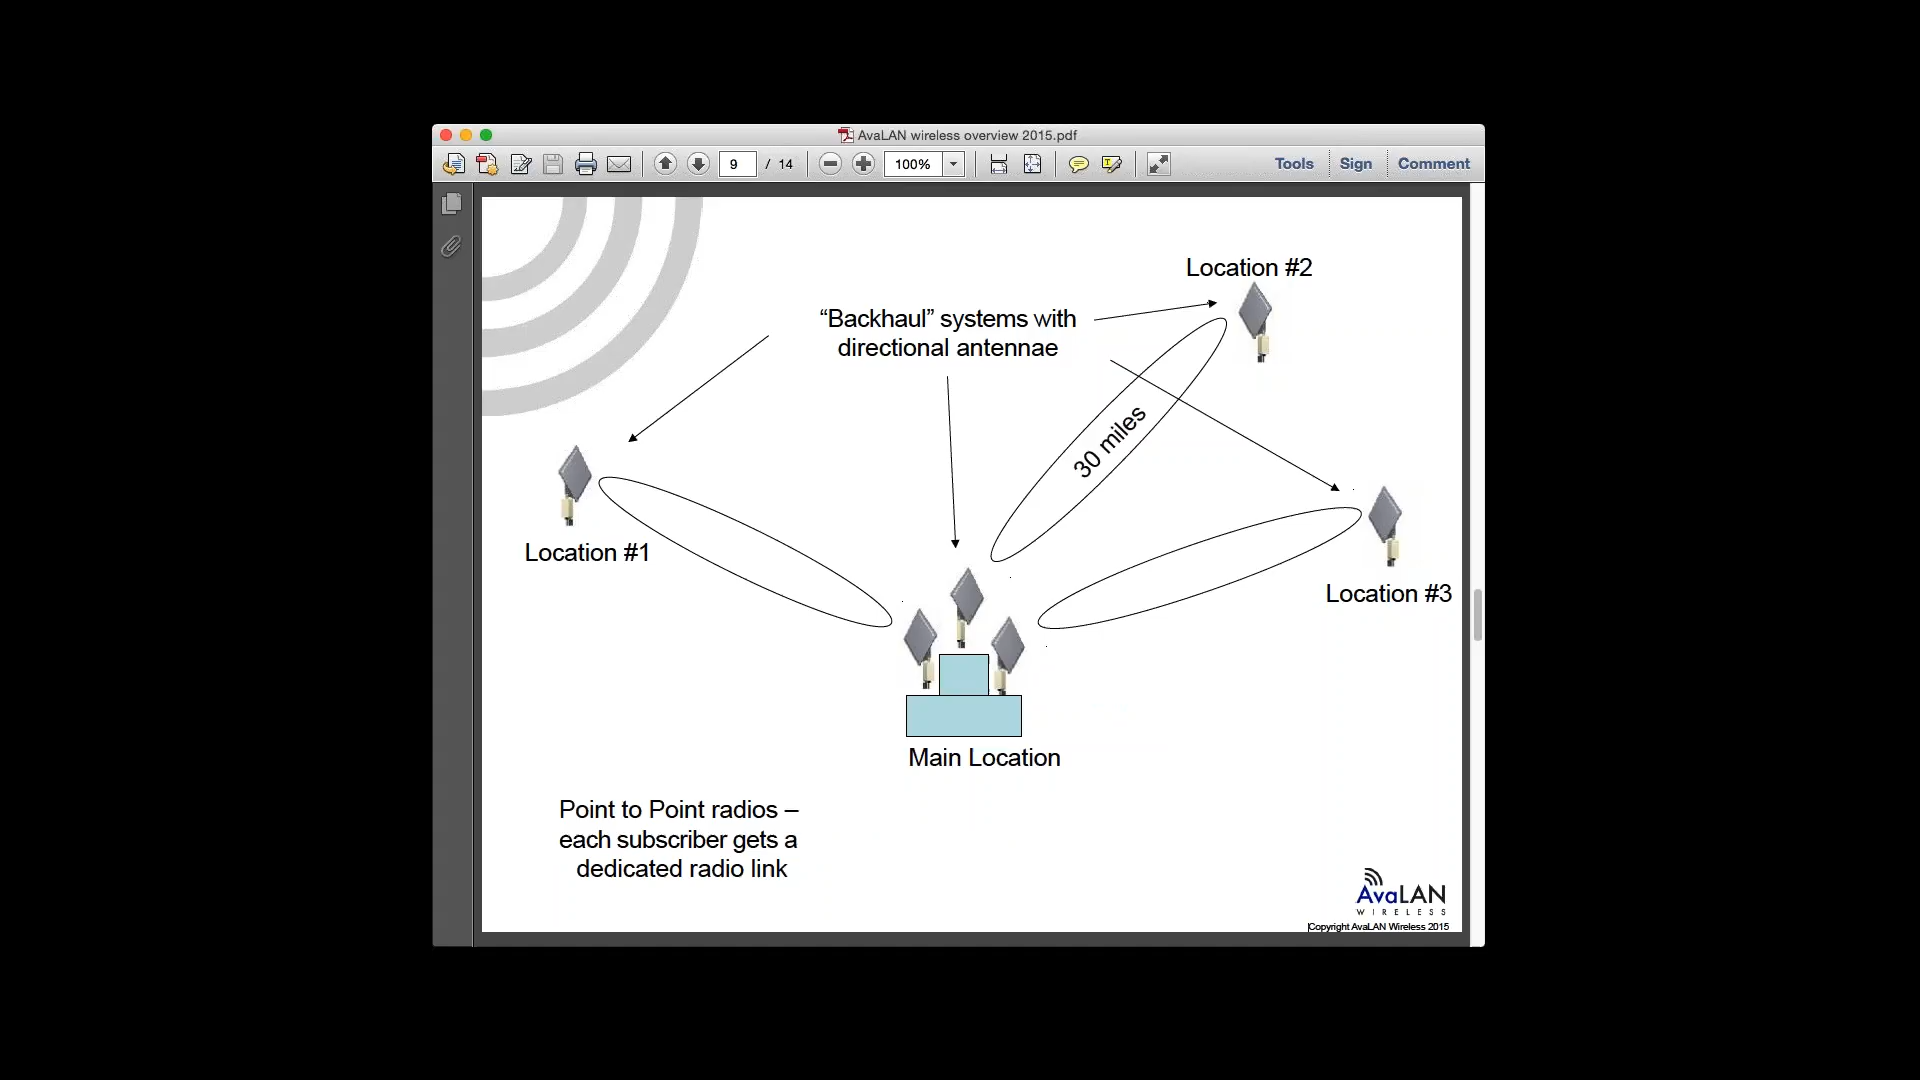 AvaLAN wireless overview 2015.pdf
9 / 14 100% Tools Sign Comment
Location #2
“Backhaul” systems with
directional antennae
30 miles
Location #1
Location #3
Main Location
Point to Point radios –
each subscriber gets a
dedicated radio link
AvaLAN
WIRELESS
Copyright AvaLAN Wireless 2015